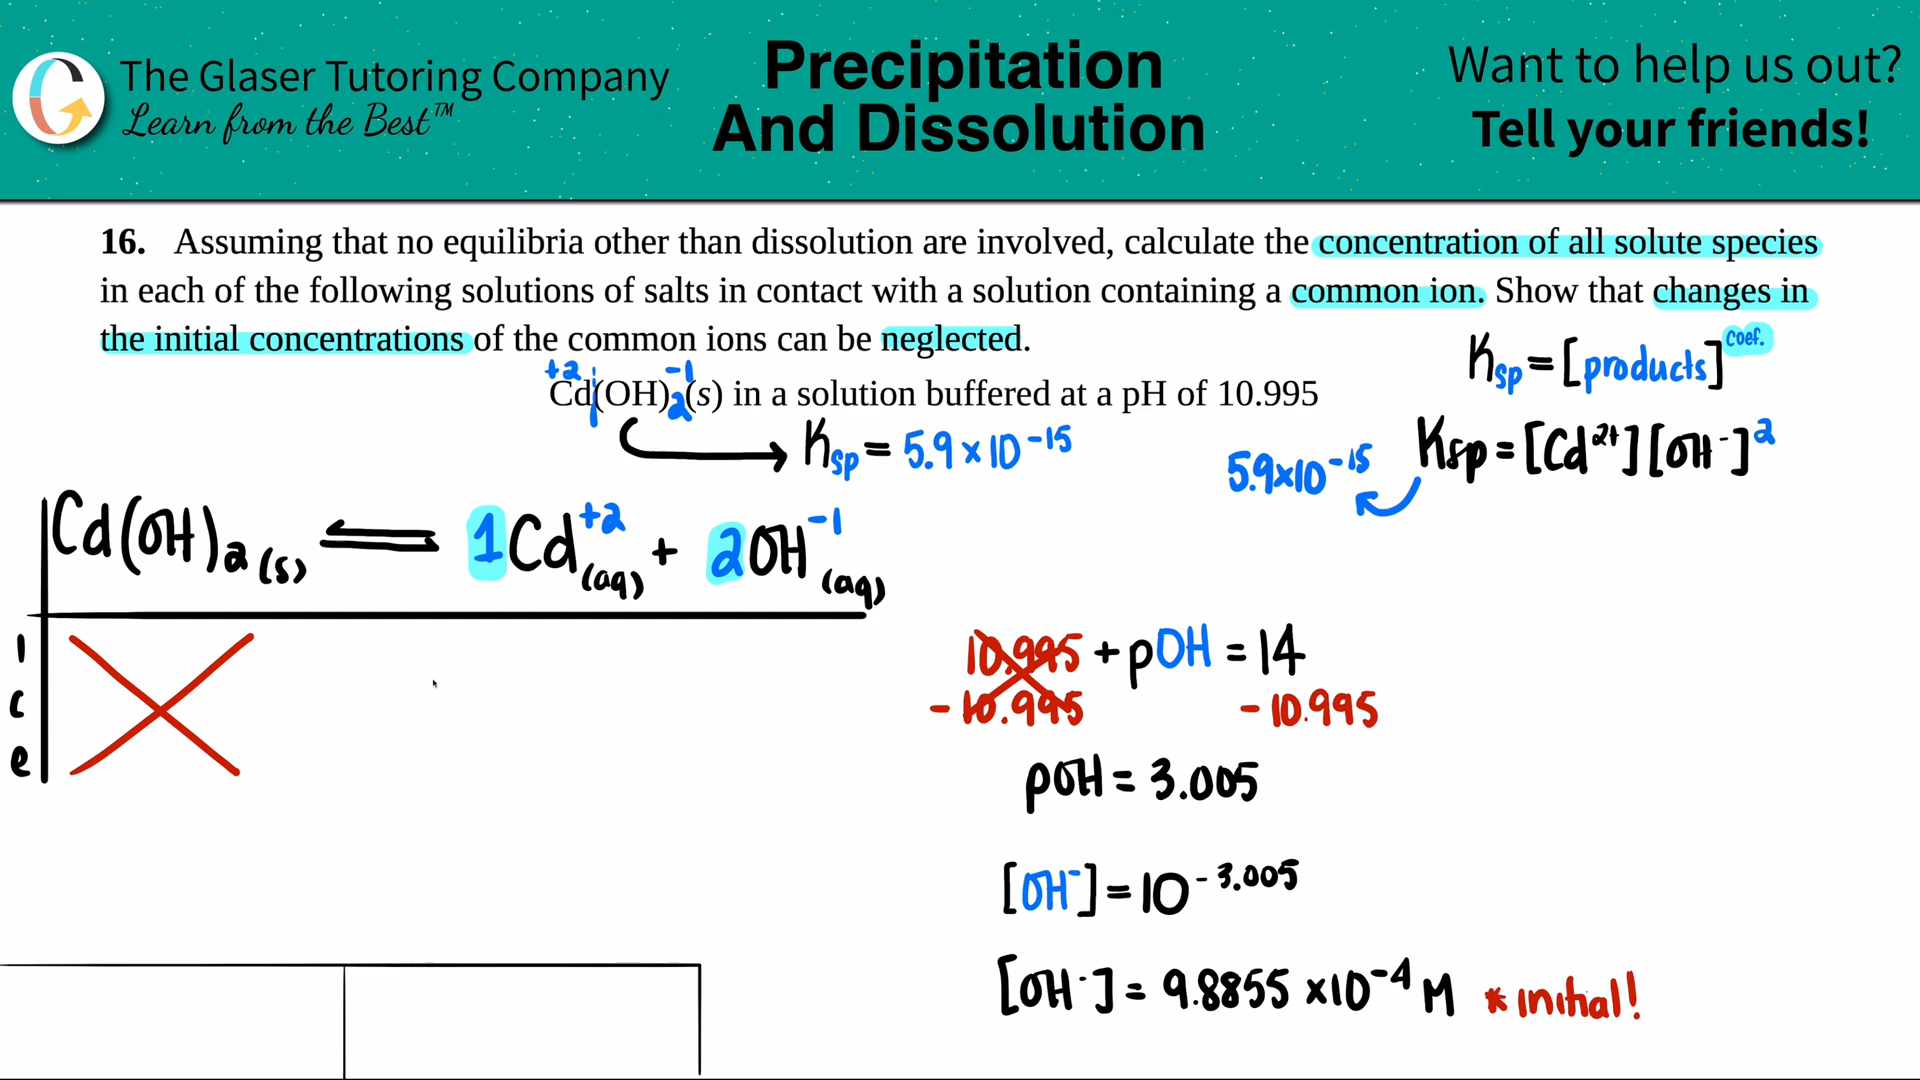 The Glaser Tutoring Company
Learn from the Best™
Precipitation
And Dissolution
Want to help us out?
Tell your friends!
16. Assuming that no equilibria other than dissolution are involved, calculate the concentration of all solute species
in each of the following solutions of salts in contact with a solution containing a common ion. Show that changes in
the initial concentrations of the common ions can be neglected.
+2 -1
Cd(OH)2(s) in a solution buffered at a pH of 10.995
Ksp = [products]^coef.
Ksp = 5.9 x 10^-15
Ksp = [Cd^2+][OH^-]^2
5.9x10^-15
Cd(OH)2(s) ⇌ 1Cd^+2(aq) + 2OH^-1(aq)
I
C
e
10.995 + pOH = 14
- 10.995 - 10.995
pOH = 3.005
[OH^-] = 10^-3.005
[OH^-] = 9.8855 x10^-4 M * initial!